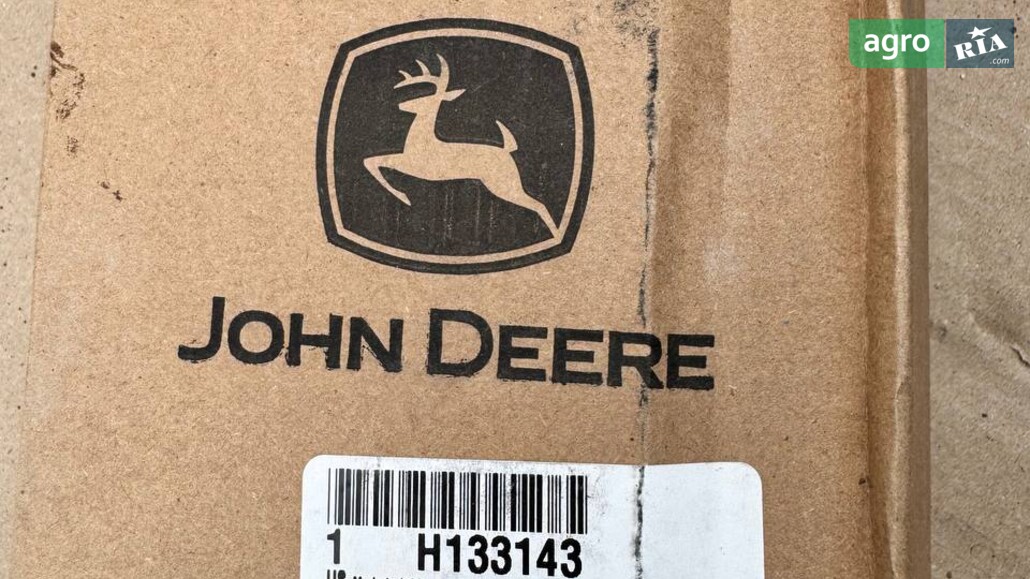 agro
RIA
.com
JOHN DEERE
1 H133143